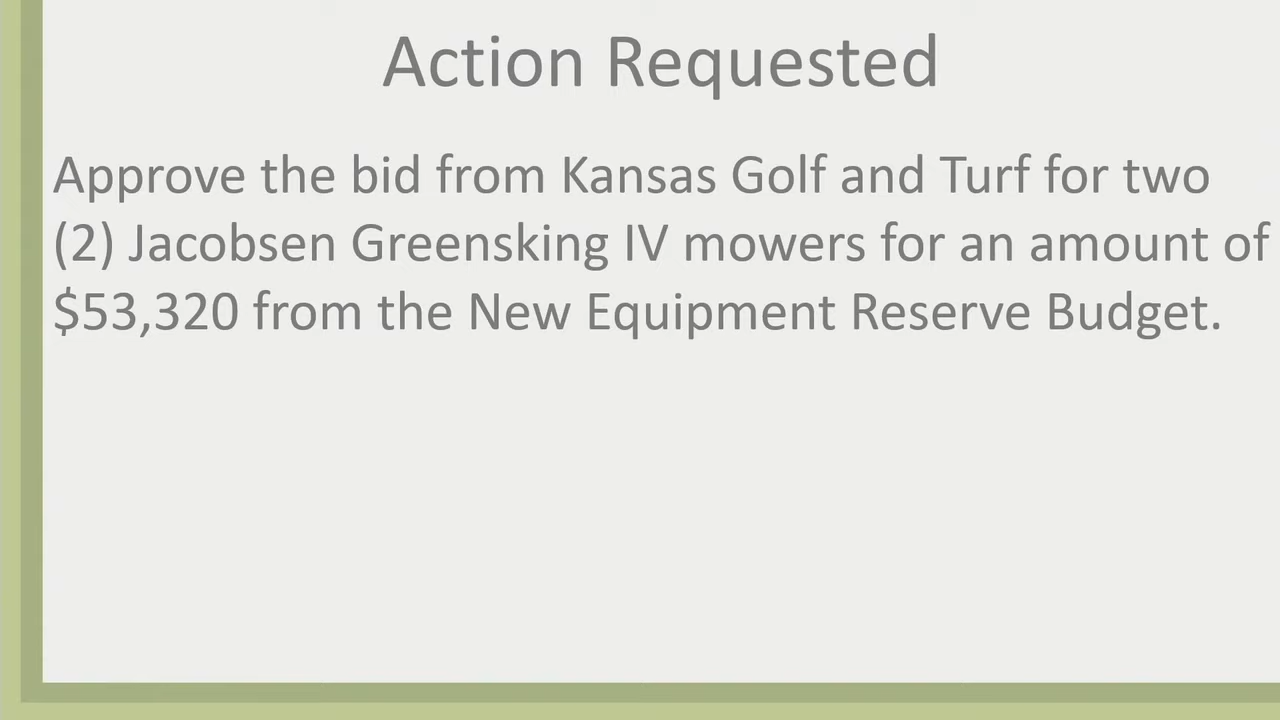 Action Requested
Approve the bid from Kansas Golf and Turf for two
(2) Jacobsen Greensking IV mowers for an amount of
$53,320 from the New Equipment Reserve Budget.